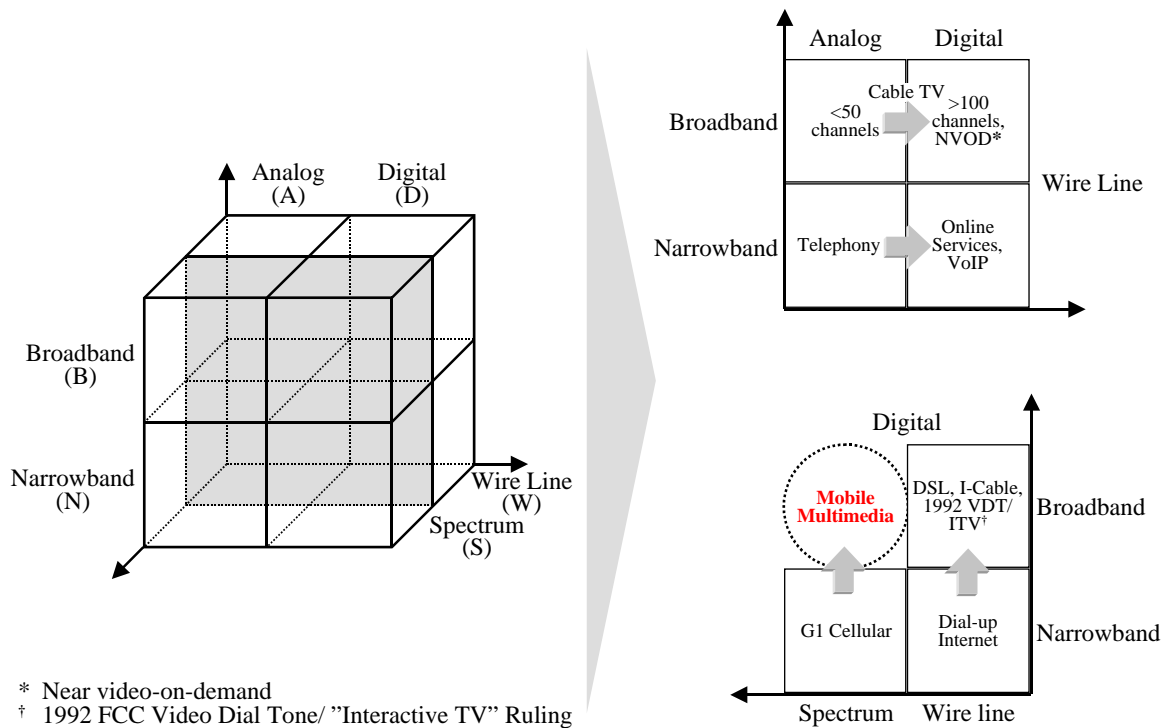 Analog
(A)
Digital
(D)
Broadband
(B)
Narrowband
(N)
Wire Line
(W)
Spectrum
(S)
Analog
Digital
Broadband
Cable TV
<50
channels
>100
channels,
NVOD*
Wire Line
Narrowband
Telephony
Online
Services,
VoIP
Digital
Mobile
Multimedia
DSL, I-Cable,
1992 VDT/
ITV†
Broadband
G1 Cellular
Dial-up
Internet
Narrowband
Spectrum
Wire line
* Near video-on-demand
† 1992 FCC Video Dial Tone/ ”Interactive TV” Ruling